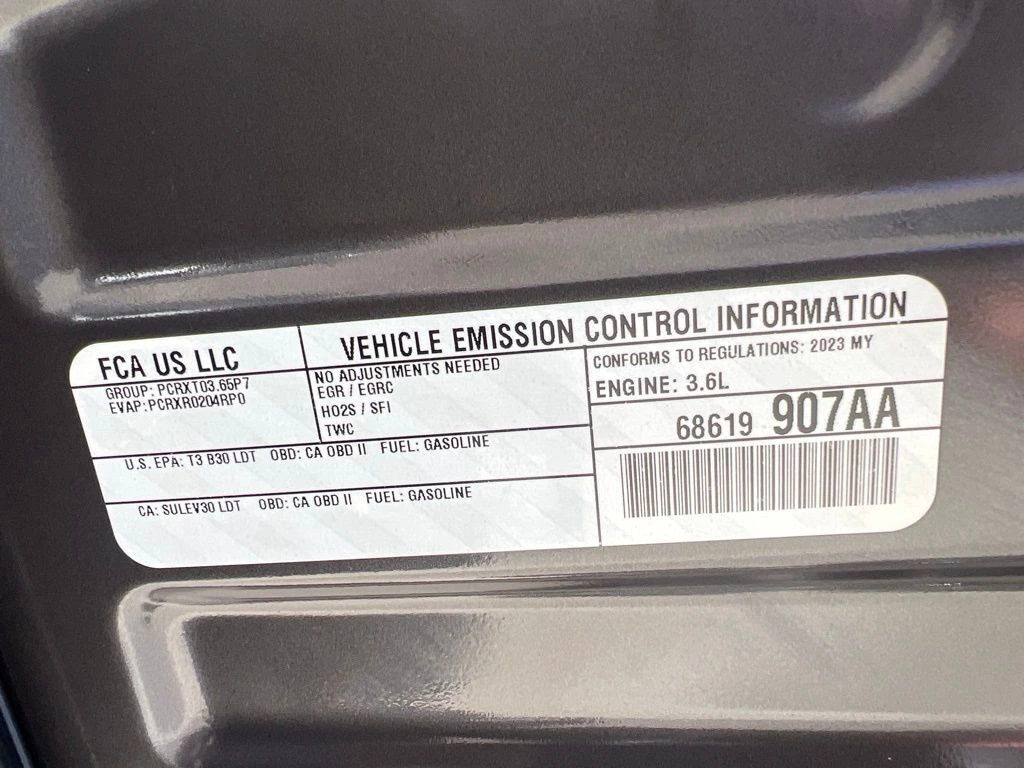 FCA US LLC
GROUP: PCRXT03.65P7
EVAP: PCRXR0204RP0
VEHICLE EMISSION CONTROL INFORMATION
NO ADJUSTMENTS NEEDED
EGR / EGRC
HO2S / SFI
TWC
CONFORMS TO REGULATIONS: 2023 MY
ENGINE: 3.6L
68619 907AA
U.S. EPA: T3 B30 LDT OBD: CA OBD II FUEL: GASOLINE
CA: SULEV30 LDT OBD: CA OBD II FUEL: GASOLINE